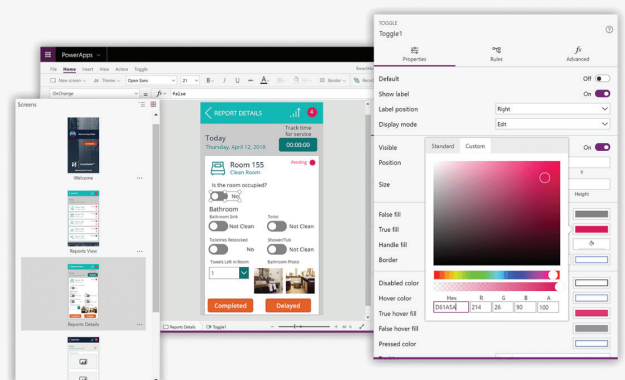 PowerApps
File Home Insert View Action Toggle
New screen Theme Open Sans 21 B / U A Border
OnChange = fx false
Screens
Welcome
Reports View
Reports Details
REPORT DETAILS 4
Today
Thursday, April 12, 2018
Track time
for service
00:00:00
Room 155
Clean Room
Pending
Is the room occupied?
No
Bathroom
Bathroom Sink Toilet
Not Clean Not Clean
Toiletries Restocked Shower/Tub
No Not Clean
Towels Left in Room Bathroom Photo
1
Completed Delayed
Reports Details Toggle1
TOGGLE
Toggle1
Properties Rules Advanced
Default Off
Show label On
Label position Right
Display mode Edit
Visible On
Position
Y
Size
Height
False fill
True fill
Handle fill
Border
Disabled color
Hover color
True hover fill
False hover fill
Pressed color
Standard Custom
Hex R G B A
D61A5A 214 26 90 100